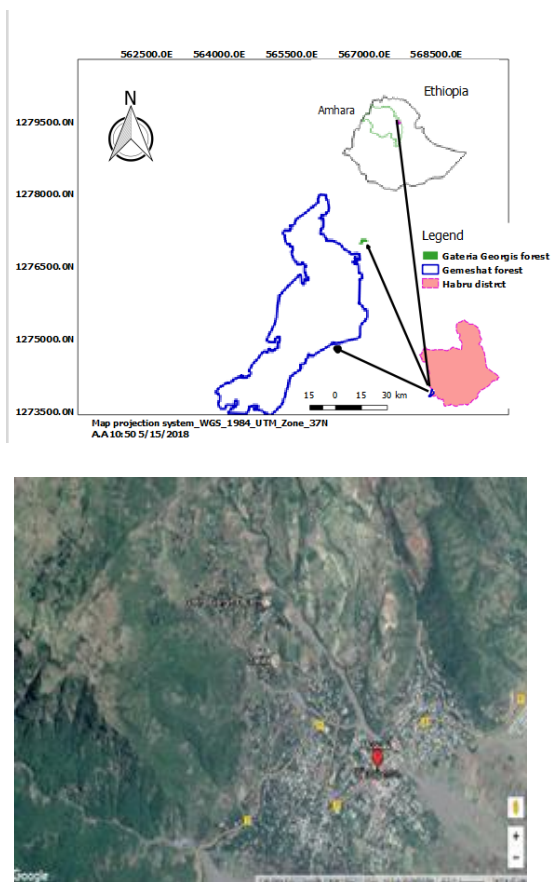 562500.0E 564000.0E 565500.0E 567000.0E 568500.0E
N
Ethiopia
Amhara
1279500.0N
1278000.0N
1276500.0N
1275000.0N
1273500.0N
Legend
Gateria Georgis forest
Gemeshat forest
Habru distrct
15 0 15 30 km
Map projection system_WGS_1984_UTM_Zone_37N
A.A 10:50 5/15/2018
Google